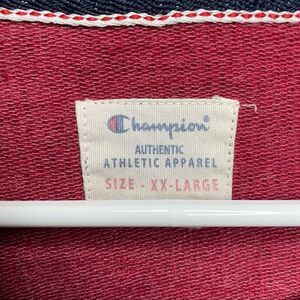 Champion
AUTHENTIC
ATHLETIC APPAREL
SIZE - XX-LARGE